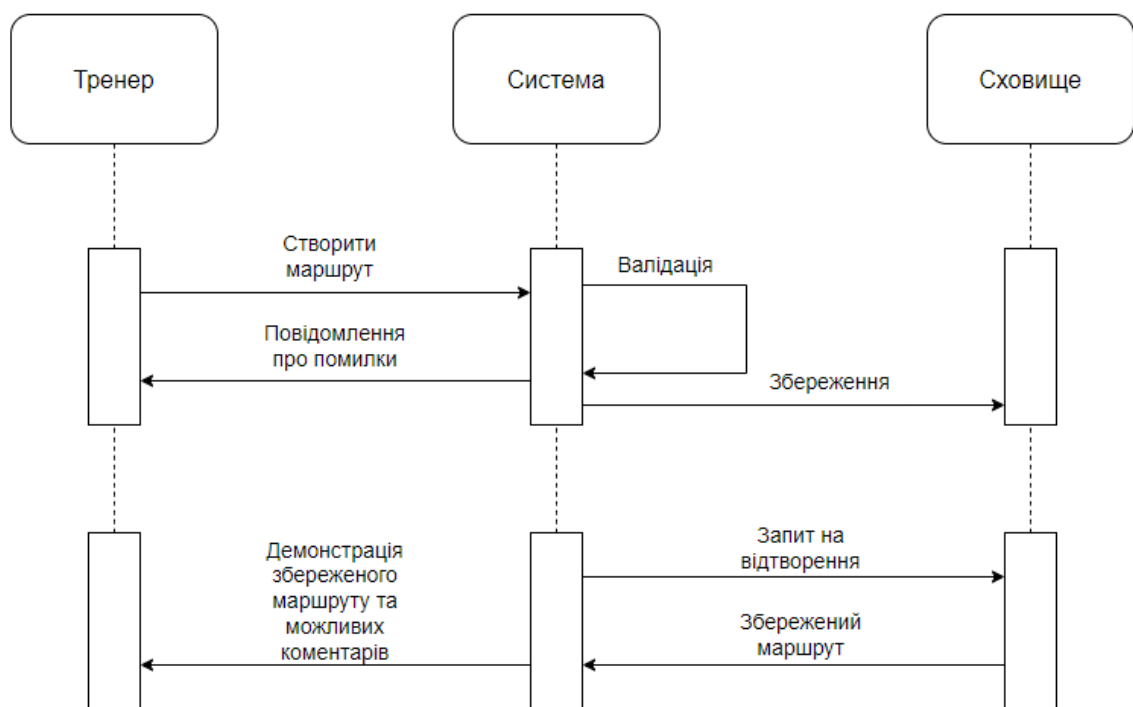 Тренер
Система
Сховище
Створити
маршрут
Валідація
Повідомлення
про помилки
Збереження
Демонстрація
збереженого
маршруту та
можливих
коментарів
Запит на
відтворення
Збережений
маршрут